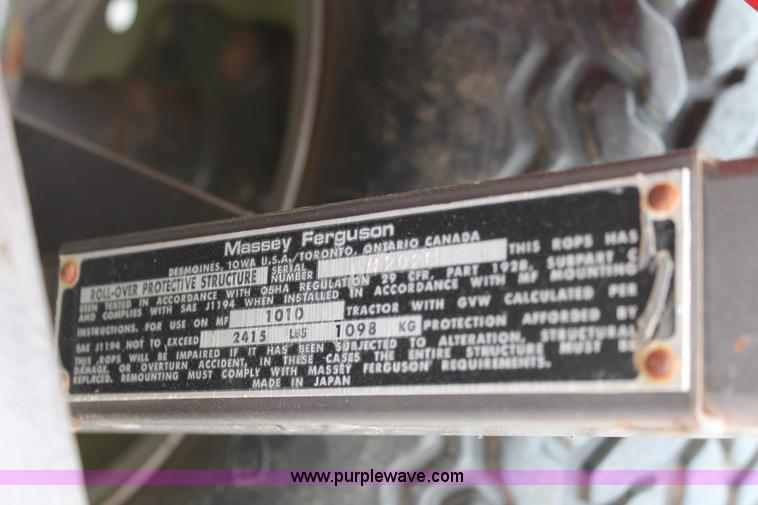 Massey Ferguson
DESMOINES, IOWA U.S.A./TORONTO, ONTARIO CANADA
ROLL-OVER PROTECTIVE STRUCTURE SERIAL NUMBER THIS ROPS HAS
BEEN TESTED IN ACCORDANCE WITH OSHA REGULATION 29 CFR, PART 1928, SUBPART C
AND COMPLIES WITH SAE J1194 WHEN INSTALLED IN ACCORDANCE WITH MF MOUNTING
INSTRUCTIONS. FOR USE ON MF 1010 TRACTOR WITH GVW CALCULATED PER
SAE J1194 NOT TO EXCEED 2415 LBS 1098 KG PROTECTION AFFORDED BY
THIS ROPS WILL BE IMPAIRED IF IT HAS BEEN SUBJECTED TO ALTERATION, STRUCTURAL
DAMAGE, OR OVERTURN ACCIDENT. IN THESE CASES THE ENTIRE STRUCTURE MUST BE
REPLACED. REMOUNTING MUST COMPLY WITH MASSEY FERGUSON REQUIREMENTS.
MADE IN JAPAN
www.purplewave.com